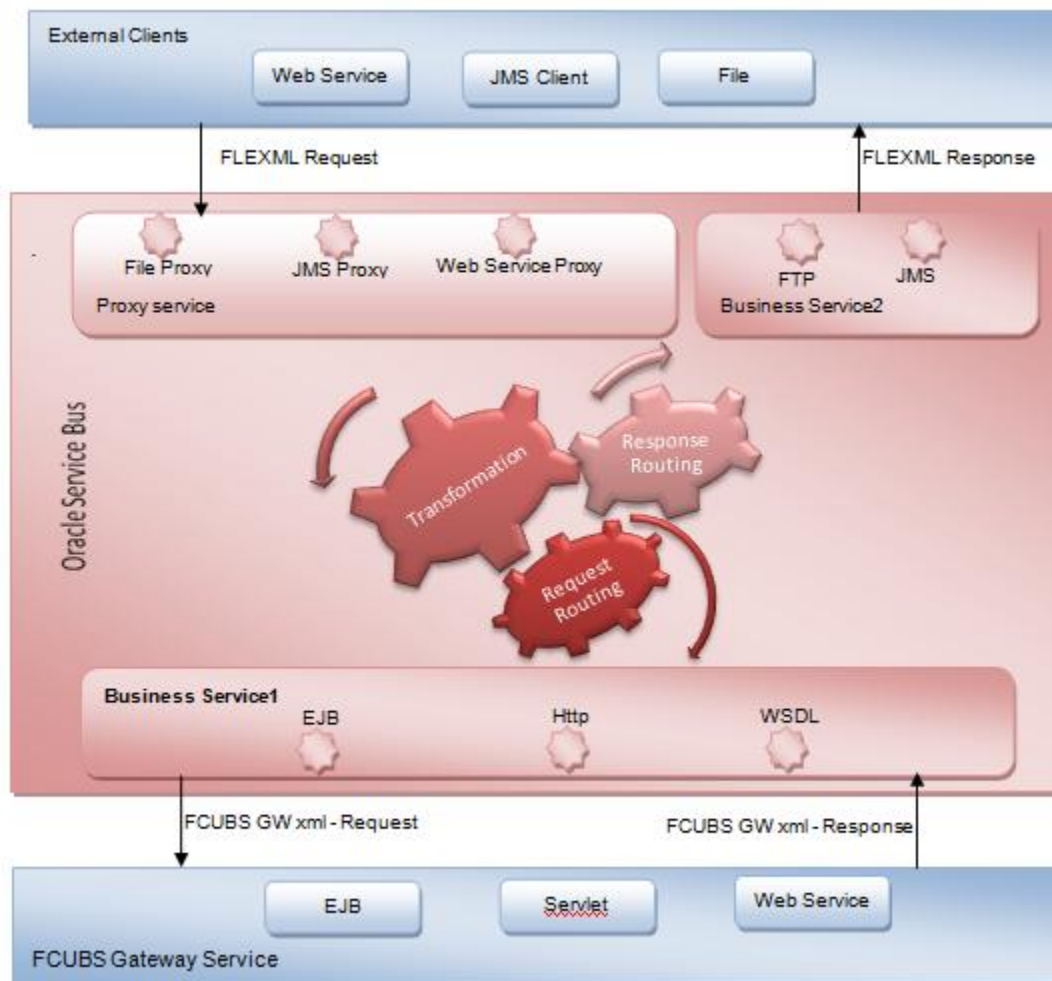 External Clients
Web Service
JMS Client
File
FLEXML Request
FLEXML Response
File Proxy
JMS Proxy
Web Service Proxy
Proxy service
FTP
JMS
Business Service2
Oracle Service Bus
Transformation
Response
Routing
Request
Routing
Business Service1
EJB
Http
WSDL
FCUBS GW xml - Request
FCUBS GW xml - Response
EJB
Servlet
Web Service
FCUBS Gateway Service